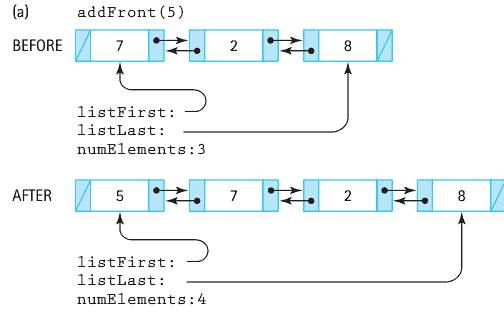 (a) addFront(5)
BEFORE 7 2 8
listFirst:
listLast:
numElements:3
AFTER 5 7 2 8
listFirst:
listLast:
numElements:4